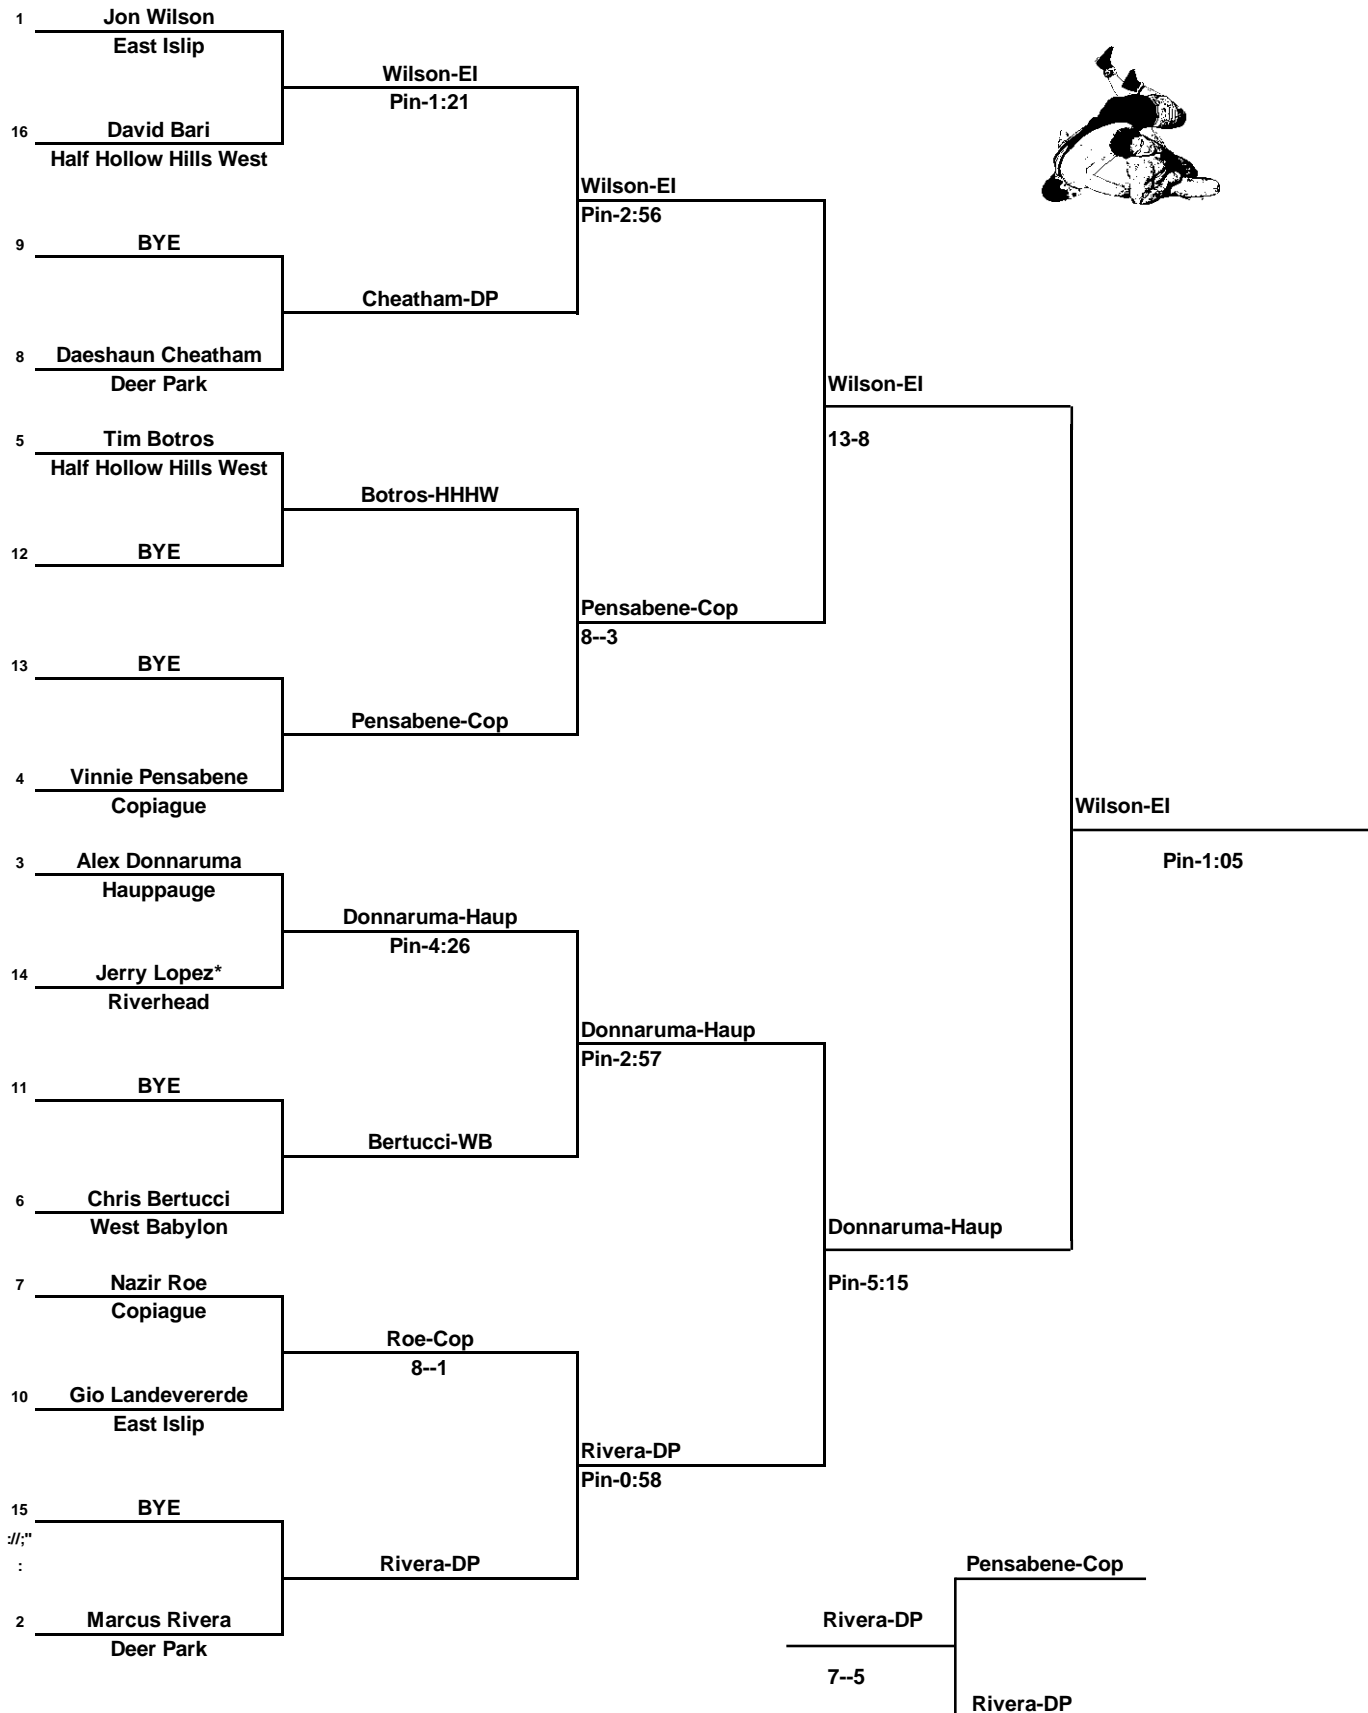 1 Jon Wilson
East Islip
Wilson-EI
Pin-1:21
16 David Bari
Half Hollow Hills West
Wilson-EI
Pin-2:56
9 BYE
Cheatham-DP
8 Daeshaun Cheatham
Deer Park
Wilson-EI
13-8
5 Tim Botros
Half Hollow Hills West
Botros-HHHW
12 BYE
Pensabene-Cop
8--3
13 BYE
Pensabene-Cop
4 Vinnie Pensabene
Copiague
Wilson-EI
Pin-1:05
3 Alex Donnaruma
Hauppauge
Donnaruma-Haup
Pin-4:26
14 Jerry Lopez*
Riverhead
Donnaruma-Haup
Pin-2:57
11 BYE
Bertucci-WB
6 Chris Bertucci
West Babylon
Donnaruma-Haup
Pin-5:15
7 Nazir Roe
Copiague
Roe-Cop
8--1
10 Gio Landevererde
East Islip
Rivera-DP
Pin-0:58
15 BYE
://;"
:
Rivera-DP
2 Marcus Rivera
Deer Park
Pensabene-Cop
Rivera-DP
7--5
Rivera-DP